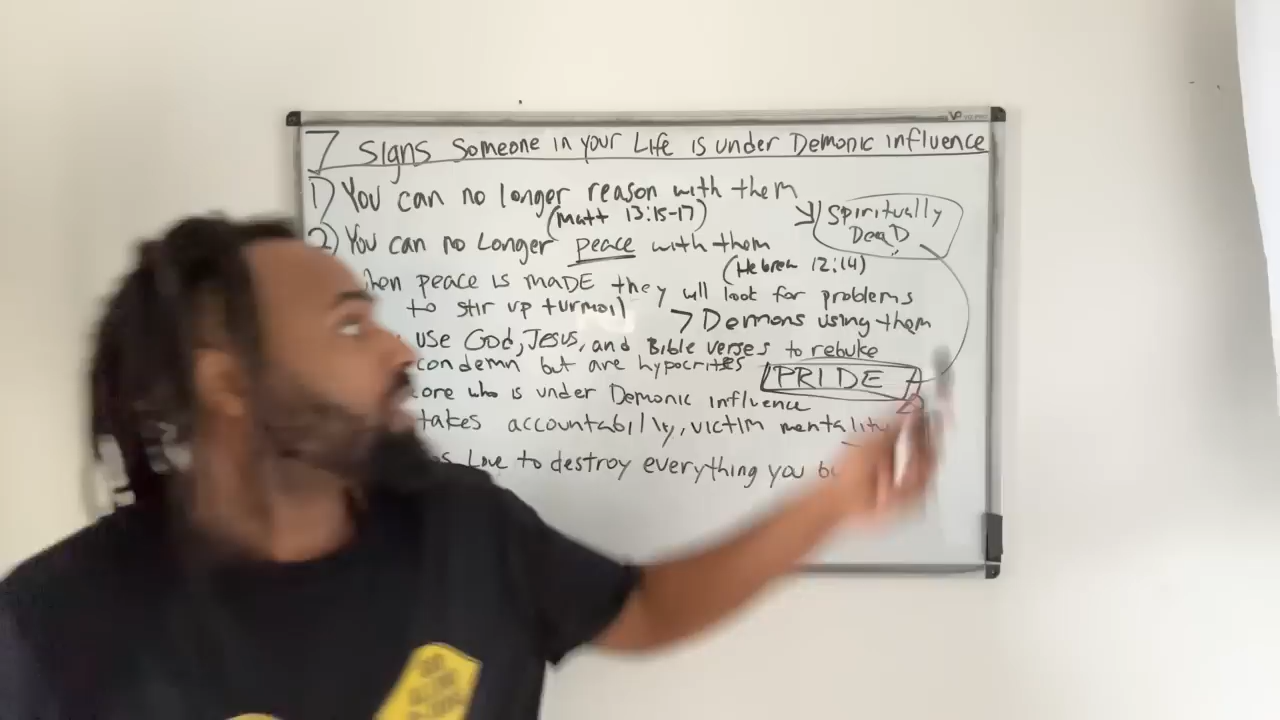 7 Signs Someone in your Life is under Demonic influence
1) You can no longer reason with them
(Matt 13:15-17)
Spiritually
DeaD
2) You can no Longer peace with them
(Hebrew 12:14)
hen peace is maDE they will look for problems
to stir up turmoil
7 Demons using them
use God, Jesus, and Bible verses to rebuke
condemn but are hypocrites
PRIDE
ore who is under Demonic influence
takes accountability, victim mentality
Love to destroy everything you bu